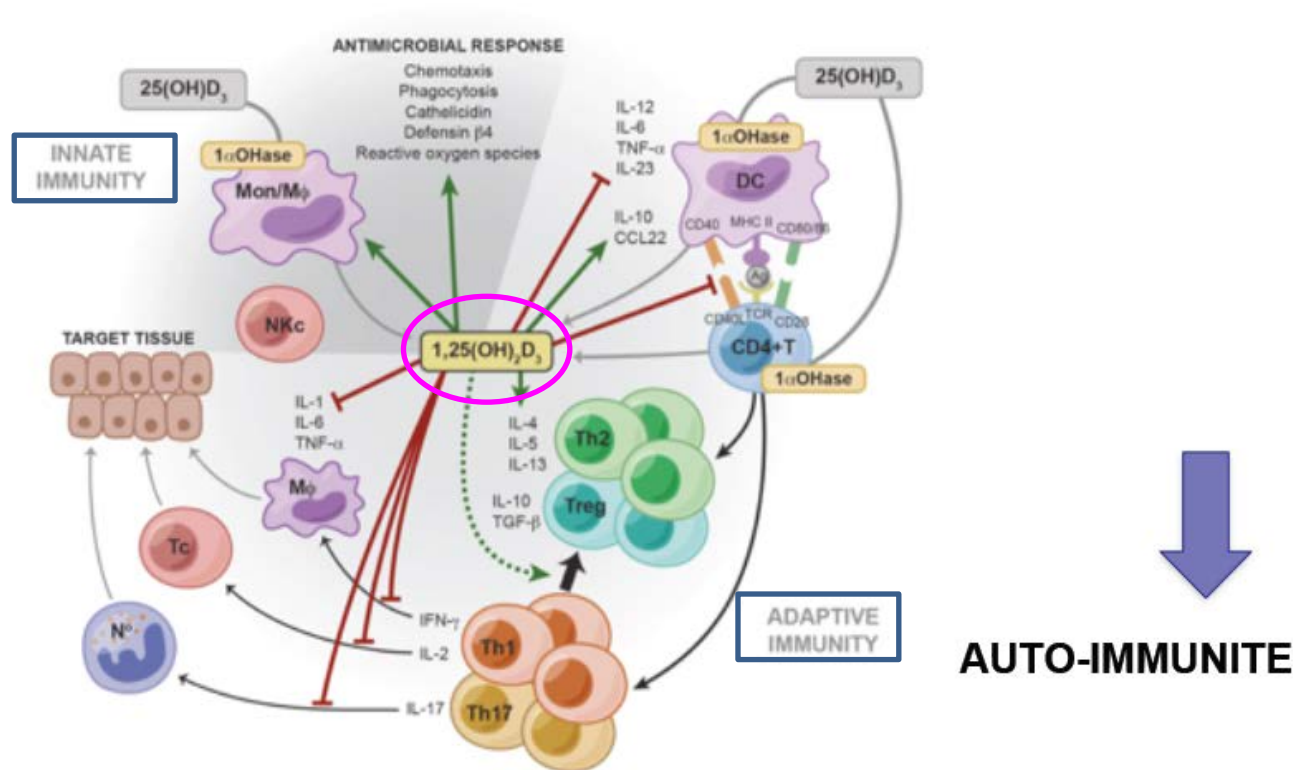 ANTIMICROBIAL RESPONSE
Chemotaxis
Phagocytosis
Cathelicidin
Defensin β4
Reactive oxygen species
25(OH)D₃
INNATE
IMMUNITY
1αOHase
Mon/Mϕ
NKc
TARGET TISSUE
IL-12
IL-6
TNF-α
IL-23
IL-10
CCL22
25(OH)D₃
1αOHase
DC
CD40
MHC II
CD80/86
Ag
CD40L
TCR
CD28
CD4+T
1αOHase
1,25(OH)₂D₃
IL-1
IL-6
TNF-α
Mϕ
Tc
N°
IL-4
IL-5
IL-13
Th2
IL-10
TGF-β
Treg
IFN-γ
IL-2
IL-17
Th1
Th17
ADAPTIVE
IMMUNITY
AUTO-IMMUNITE